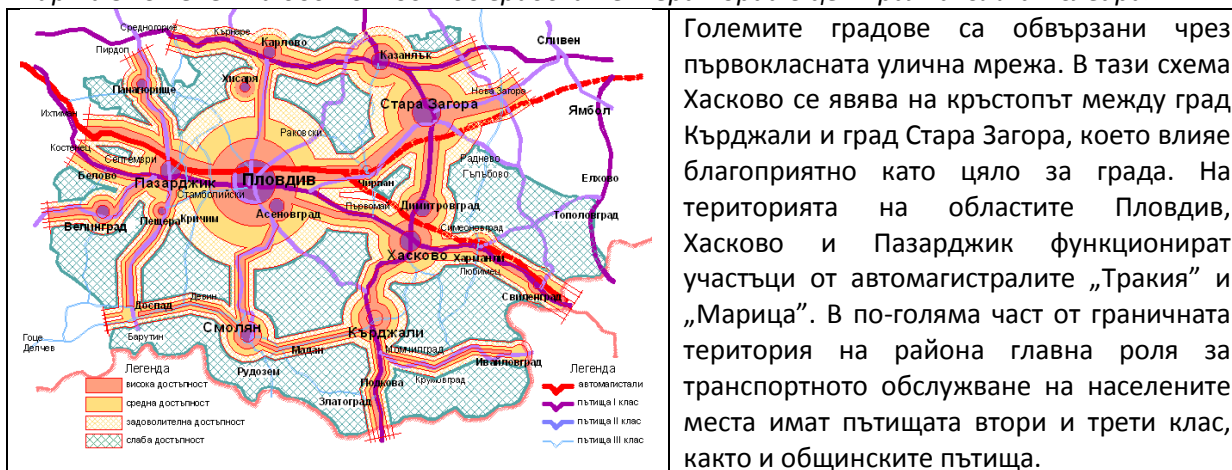 Големите градове са обвързани чрез
първокласната улична мрежа. В тази схема
Хасково се явява на кръстопът между град
Кърджали и град Стара Загора, което влияе
благоприятно като цяло за града. На
територията на областите Пловдив,
Хасково и Пазарджик функционират
участъци от автомагистралите „Тракия” и
„Марица”. В по-голяма част от граничната
територия на района главна роля за
транспортното обслужване на населените
места имат пътищата втори и трети клас,
както и общинските пътища.
Средногорие
Кърнаре
Карлово
Сливен
Пирдоп
Казанлък
Хисаря
Панагюрище
Нова Загора
Стара Загора
Ямбол
Ихтиман
Раковски
Костенец
Септември
Раднево
Гълъбово
Белово
Пазарджик
Пловдив
Чирпан
Елхово
Стамболийски
Първомай
Димитровград
Асеновград
Тополовград
Велинград
Пещера
Кричим
Симеоновград
Хасково
Харманли
Любимец
Свиленград
Девин
Доспад
Смолян
Кърджали
Гоце
Делчев
Барутин
Мадан
Момчилград
Ивайловград
Рудозем
Подкова
Крумовград
Златоград
Легенда
висока достъпност
средна достъпност
задоволителна достъпност
слаба достъпност
Легенда
автомагистали
пътища I клас
пътища II клас
пътища III клас